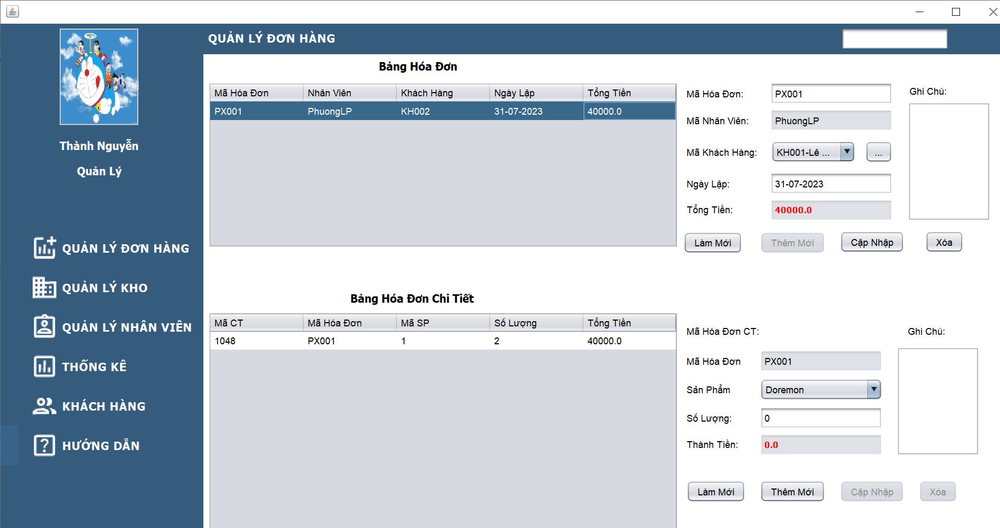 QUẢN LÝ ĐƠN HÀNG
Thành Nguyễn
Quản Lý
QUẢN LÝ ĐƠN HÀNG
QUẢN LÝ KHO
QUẢN LÝ NHÂN VIÊN
THỐNG KÊ
KHÁCH HÀNG
HƯỚNG DẪN
Bảng Hóa Đơn
Mã Hóa Đơn Nhân Viên Khách Hàng Ngày Lập Tổng Tiền
PX001 PhuongLP KH002 31-07-2023 40000.0
Mã Hóa Đơn: PX001
Mã Nhân Viên: PhuongLP
Mã Khách Hàng: KH001-Lê ... ...
Ngày Lập: 31-07-2023
Tổng Tiền: 40000.0
Ghi Chú:
Làm Mới Thêm Mới Cập Nhập Xóa
Bảng Hóa Đơn Chi Tiết
Mã CT Mã Hóa Đơn Mã SP Số Lượng Tổng Tiền
1048 PX001 1 2 40000.0
Mã Hóa Đơn CT:
Mã Hóa Đơn PX001
Sản Phẩm Doremon
Số Lượng: 0
Thành Tiền: 0.0
Ghi Chú:
Làm Mới Thêm Mới Cập Nhập Xóa